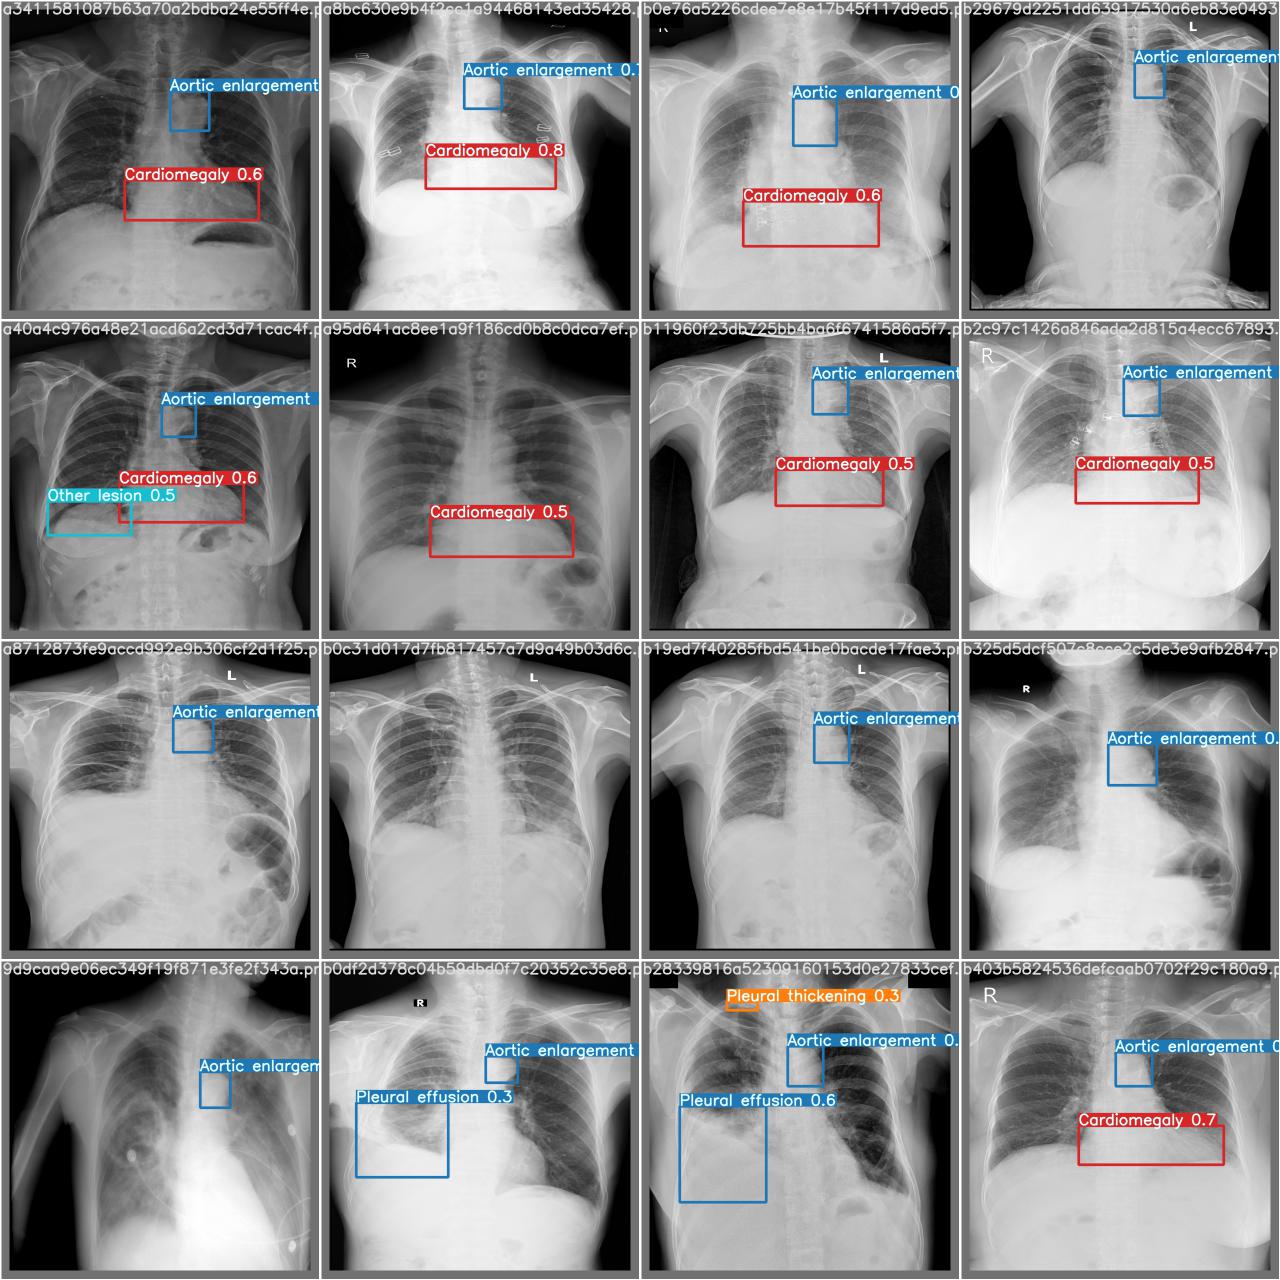 a3411581087b63a70a2bdba24e55ff4e.p
Aortic enlargement
Cardiomegaly 0.6
a8bc630e9b4f2cc1a94468143ed35428.p
Aortic enlargement 0.
Cardiomegaly 0.8
b0e76a5226cdee7e8e17b45f117d9ed5.p
Aortic enlargement 0
Cardiomegaly 0.6
b29679d2251dd63917530a6eb83e0493
L
Aortic enlargement
a40a4c976a48e21acd6a2cd3d71cac4f.p
Aortic enlargement
Cardiomegaly 0.6
Other lesion 0.5
a95d641ac8ee1a9f186cd0b8c0dca7ef.p
R
Cardiomegaly 0.5
b11960f23db725bb4ba6f6741586a5f7.p
L
Aortic enlargement
Cardiomegaly 0.5
b2c97c1426a846ada2d815a4ecc67893.
R
Aortic enlargement
Cardiomegaly 0.5
a8712873fe9accd992e9b306cf2d1f25.p
L
Aortic enlargement
b0c31d017d7fb817457a7d9a49b03d6c.p
L
b19ed7f40285fbd541be0bacde17fae3.p
L
Aortic enlargement
b325d5dcf507c8cce2c5de3e9afb2847.p
R
Aortic enlargement 0.
9d9caa9e06ec349f19f871e3fe2f343a.pr
Aortic enlargem
b0df2d378c04b59dbd0f7c20352c35e8.p
R
Aortic enlargement
Pleural effusion 0.3
b28339816a52309160153d0e27833cef.
Pleural thickening 0.3
Aortic enlargement 0.
Pleural effusion 0.6
b403b5824536defcaab0702f29c180a9.p
R
Aortic enlargement 0
Cardiomegaly 0.7